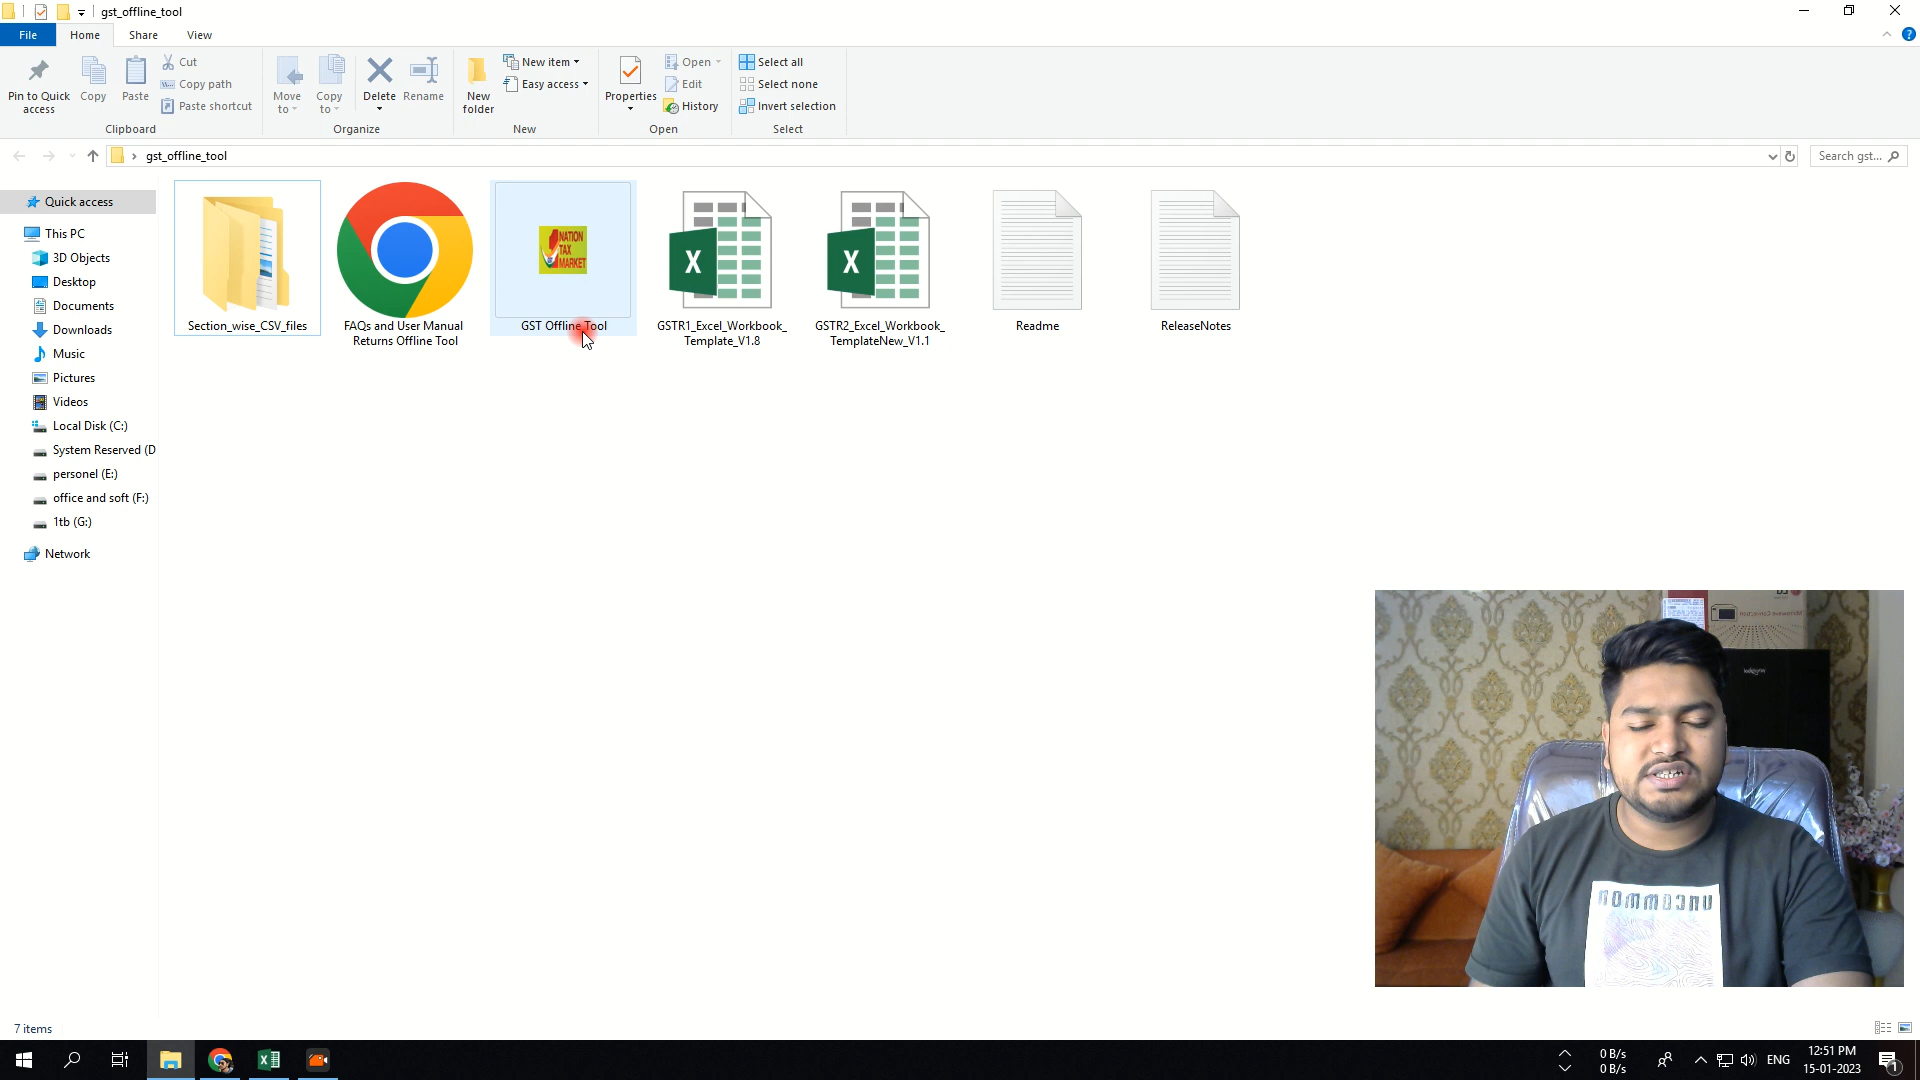 gst_offline_tool
File
Home
Share
View
Pin to Quick access
Copy
Paste
Cut
Copy path
Paste shortcut
Clipboard
Move to
Copy to
Delete
Rename
Organize
New folder
New item
Easy access
New
Properties
Open
Edit
History
Open
Select all
Select none
Invert selection
Select
gst_offline_tool
Search gst...
Quick access
This PC
3D Objects
Desktop
Documents
Downloads
Music
Pictures
Videos
Local Disk (C:)
System Reserved (D
personel (E:)
office and soft (F:)
1tb (G:)
Network
Section_wise_CSV_files
FAQs and User Manual
Returns Offline Tool
NATION
TAX
MARKET
GST Offline Tool
X
GSTR1_Excel_Workbook_
Template_V1.8
X
GSTR2_Excel_Workbook_
TemplateNew_V1.1
Readme
ReleaseNotes
7 items
0 B/s
0 B/s
ENG
12:51 PM
15-01-2023
1